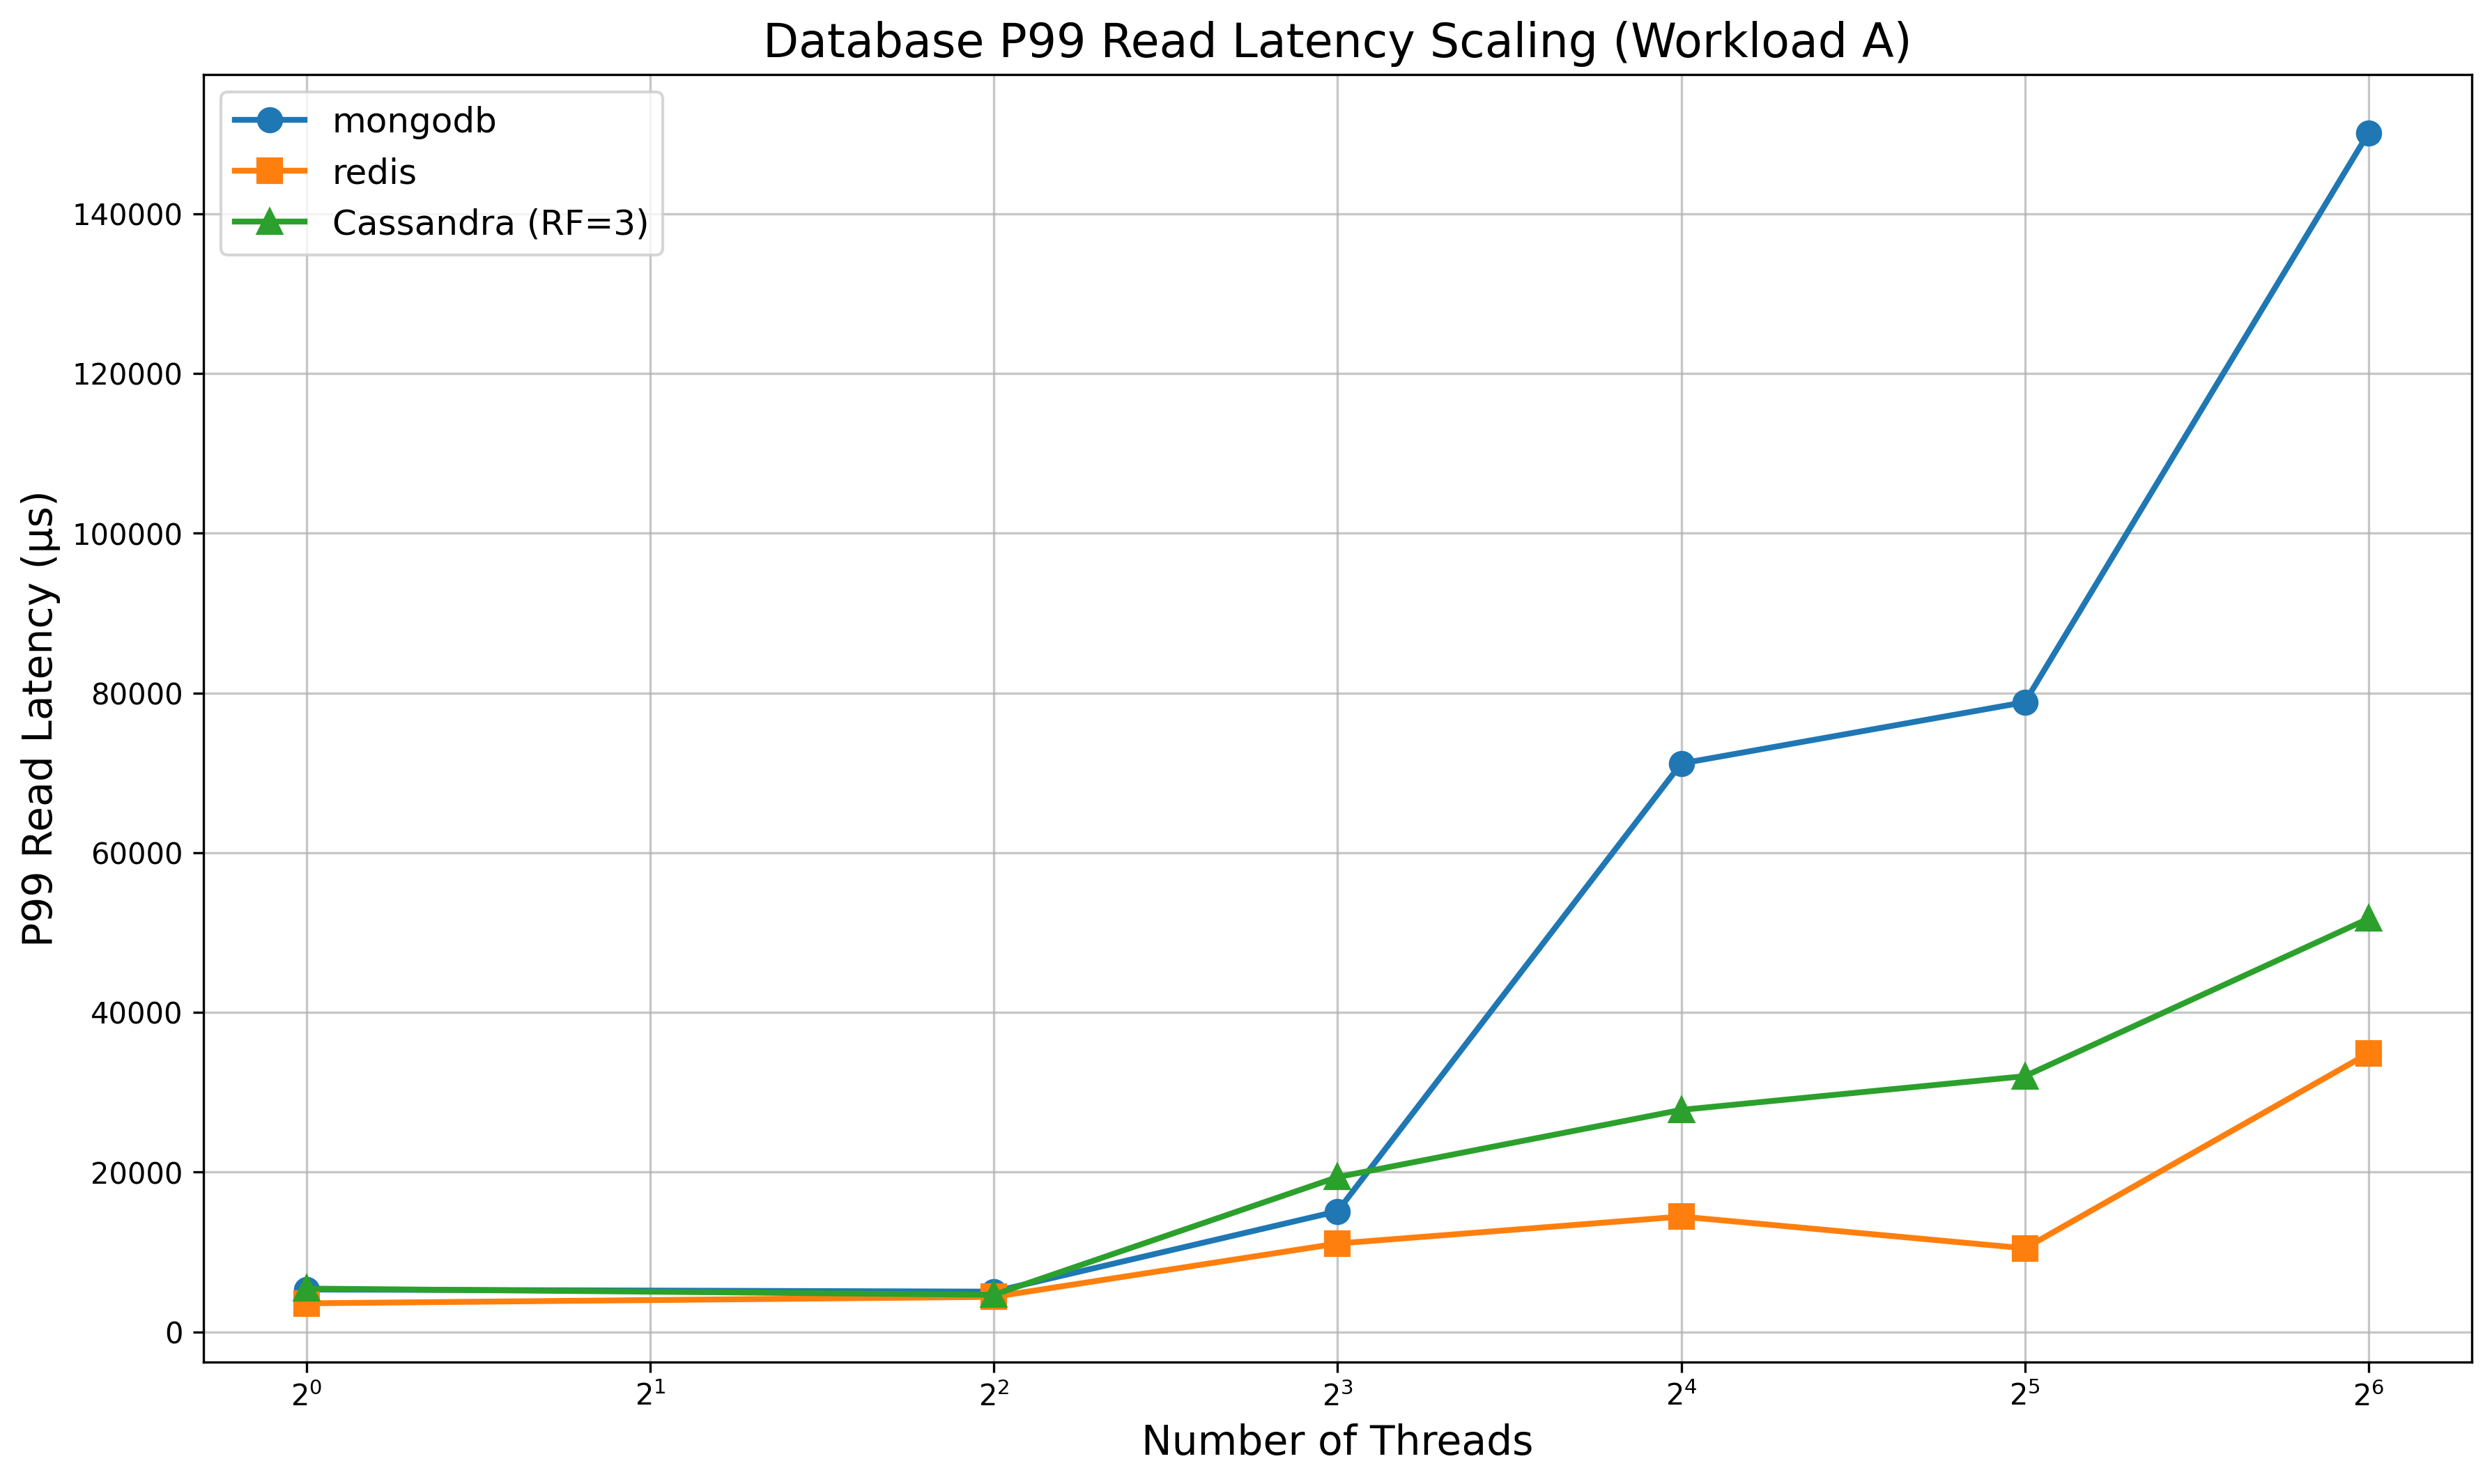 Database P99 Read Latency Scaling (Workload A)
mongodb
redis
Cassandra (RF=3)
P99 Read Latency (µs)
140000
120000
100000
80000
60000
40000
20000
0
2⁰ 2¹ 2² 2³ 2⁴ 2⁵ 2⁶
Number of Threads